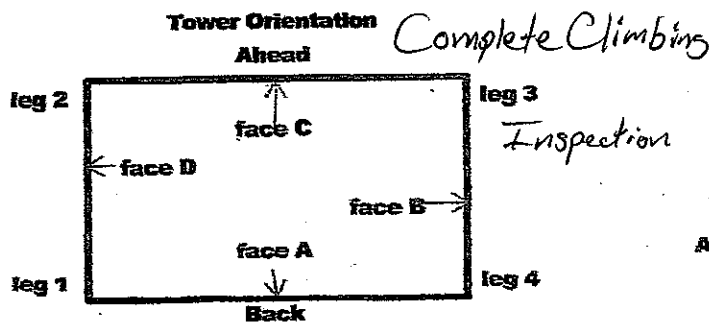 Tower Orientation
Complete Climbing
Ahead
leg 2
leg 3
face C
Inspection
face D
face B
face A
A
leg 1
leg 4
Back